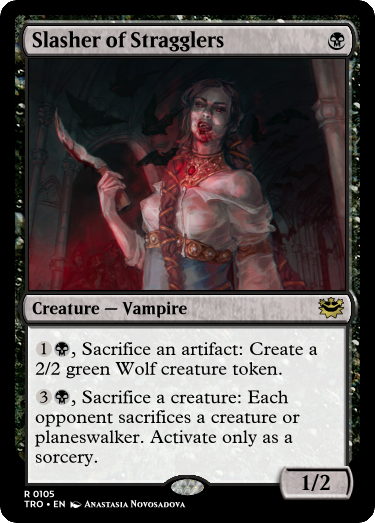 Slasher of Stragglers
Creature — Vampire
1, Sacrifice an artifact: Create a
2/2 green Wolf creature token.
3, Sacrifice a creature: Each
opponent sacrifices a creature or
planeswalker. Activate only as a
sorcery.
1/2
R 0105
TRO • EN Anastasia Novosadova